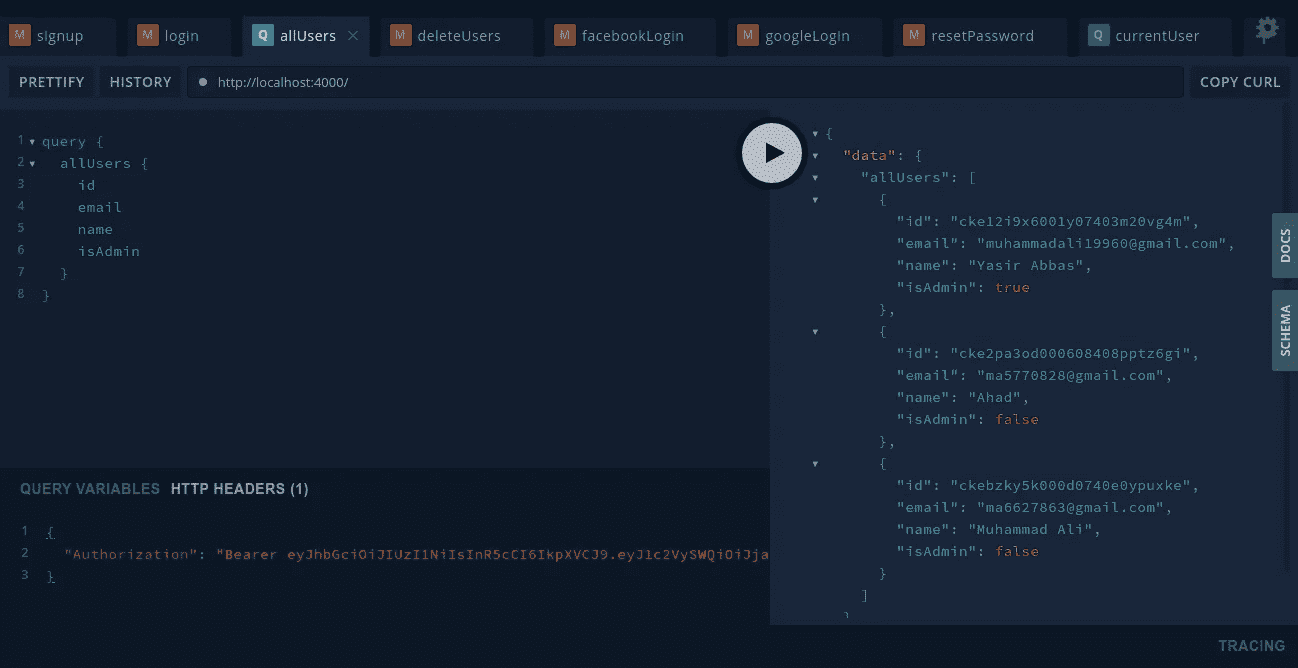 M signup M login Q allUsers × M deleteUsers M facebookLogin M googleLogIn M resetPassword Q currentUser
PRETTIFY HISTORY http://localhost:4000/ COPY CURL
1 query {
2 allUsers {
3 id
4 email
5 name
6 isAdmin
7 }
8 }
QUERY VARIABLES HTTP HEADERS (1)
1 {
2 "Authorization": "Bearer eyJhbGciOiJIUzI1NiIsInR5cCI6IkpXVCJ9.eyJ1c2VySWQiOiJja
3 }
{
"data": {
"allUsers": [
{
"id": "cke12i9x6001y07403m20vg4m",
"email": "muhammadali19960@gmail.com",
"name": "Yasir Abbas",
"isAdmin": true
},
{
"id": "cke2pa3od000608408pptz6gi",
"email": "ma5770828@gmail.com",
"name": "Ahad",
"isAdmin": false
},
{
"id": "ckebzky5k000d0740e0ypuxke",
"email": "ma6627863@gmail.com",
"name": "Muhammad Ali",
"isAdmin": false
}
]
}
DOCS
SCHEMA
TRACING